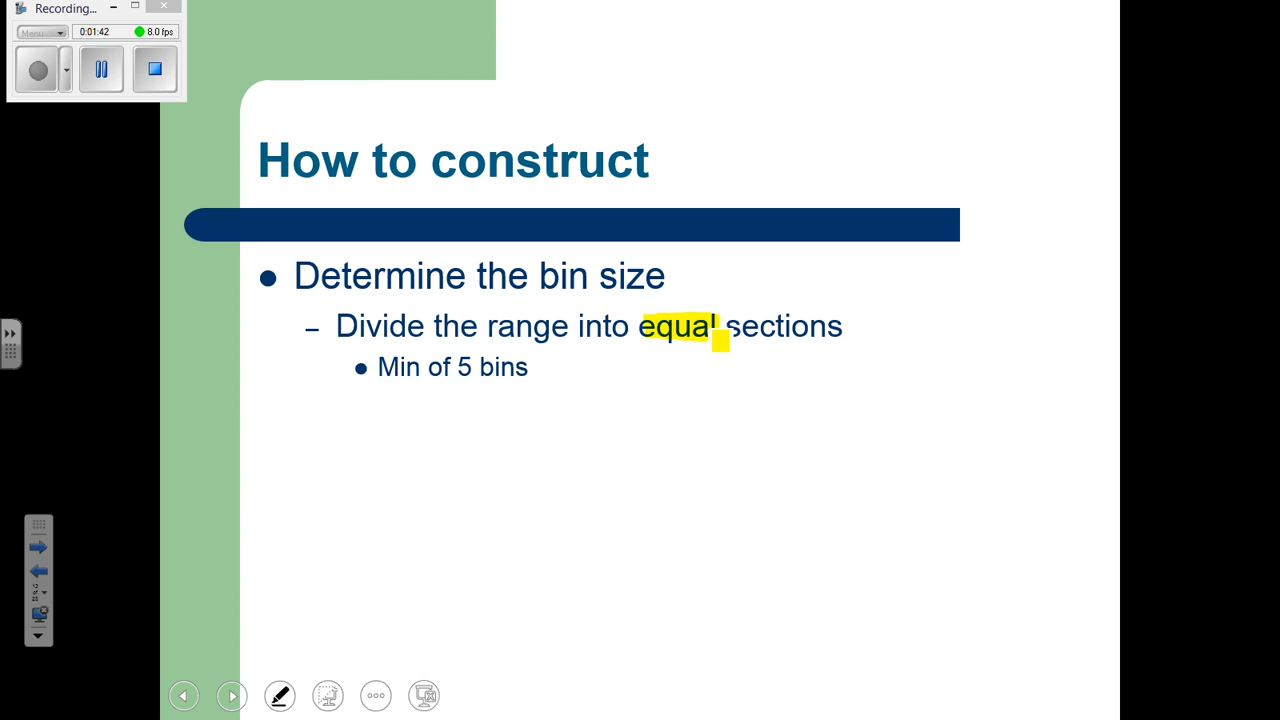 Recording...
Menu
0:01:42
8.0 fps
How to construct
Determine the bin size
– Divide the range into equal sections
Min of 5 bins
of